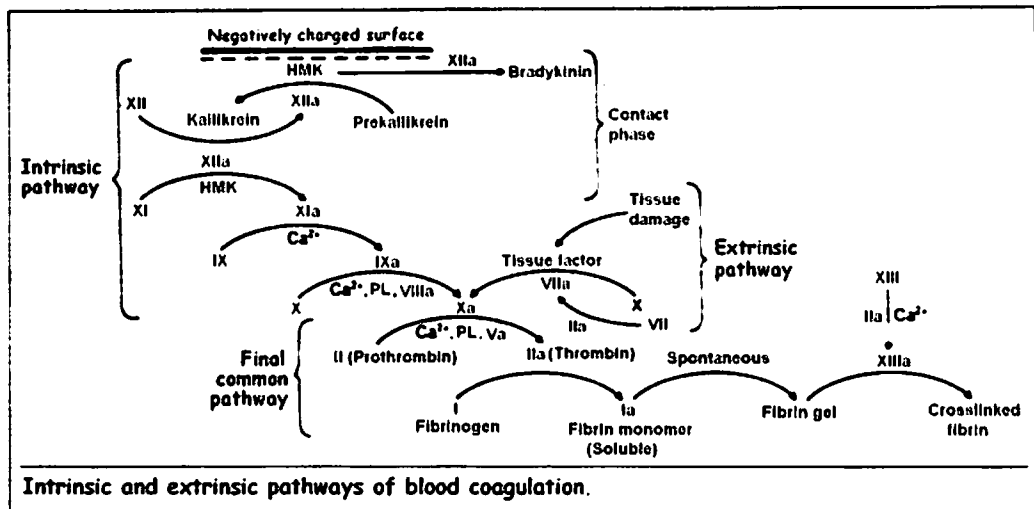 Negatively charged surface
HMK
XIIa
Bradykinin
XII
Kallikrein
XIIa
Prekallikrein
Contact
phase
Intrinsic
pathway
XIIa
HMK
XI
XIa
Ca²⁺
Tissue
damage
Extrinsic
pathway
IX
IXa
Tissue factor
VIIa
XIII
X
Ca²⁺, PL, VIIIa
Xa
X
IIa
VII
IIa
Ca²⁺
Ca²⁺, PL, Va
II (Prothrombin)
IIa (Thrombin)
Spontaneous
XIIIa
Final
common
pathway
I
Fibrinogen
Ia
Fibrin monomer
(Soluble)
Fibrin gel
Crosslinked
fibrin
Intrinsic and extrinsic pathways of blood coagulation.